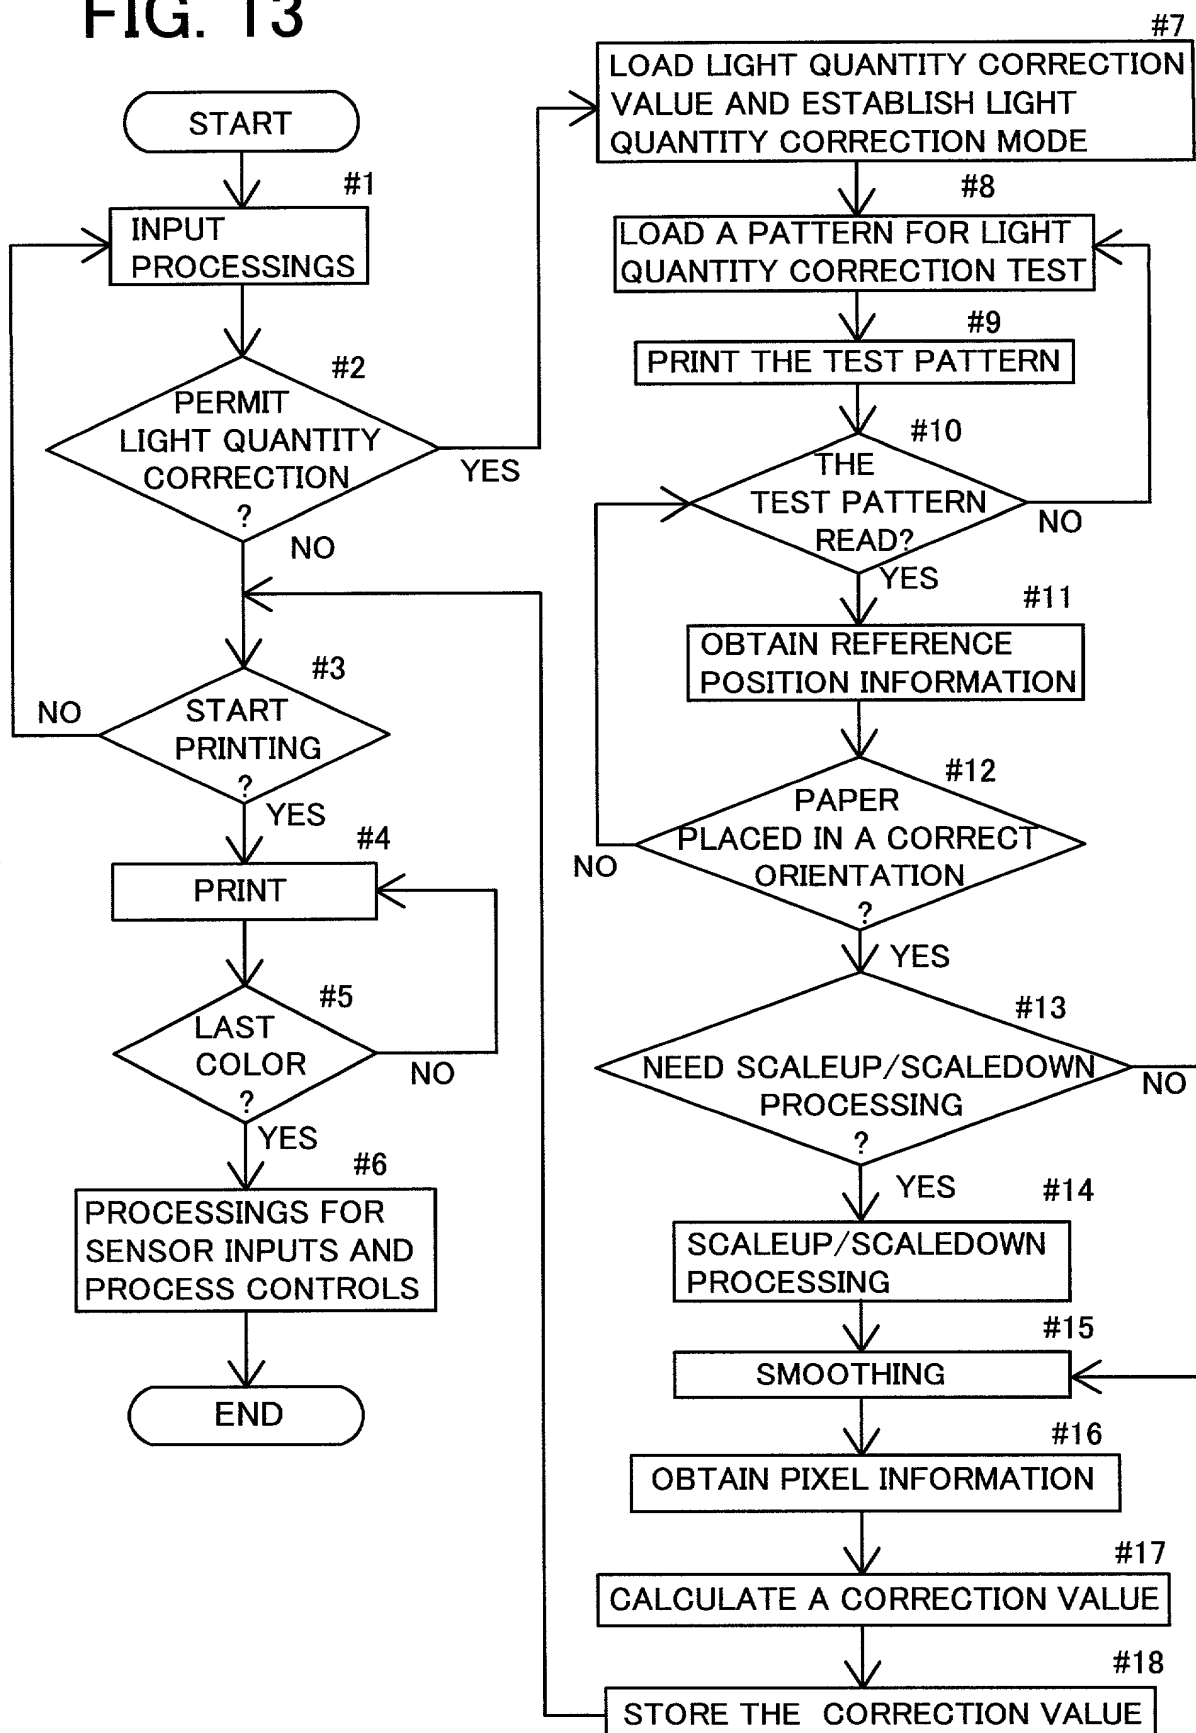 FIG. 13
START
#1
INPUT
PROCESSINGS
#2
PERMIT
LIGHT QUANTITY
CORRECTION
?
YES
NO
#3
START
PRINTING
?
NO
YES
#4
PRINT
#5
LAST
COLOR
?
NO
YES
#6
PROCESSINGS FOR
SENSOR INPUTS AND
PROCESS CONTROLS
END
#7
LOAD LIGHT QUANTITY CORRECTION
VALUE AND ESTABLISH LIGHT
QUANTITY CORRECTION MODE
#8
LOAD A PATTERN FOR LIGHT
QUANTITY CORRECTION TEST
#9
PRINT THE TEST PATTERN
#10
THE
TEST PATTERN
READ?
NO
YES
#11
OBTAIN REFERENCE
POSITION INFORMATION
#12
PAPER
PLACED IN A CORRECT
ORIENTATION
?
NO
YES
#13
NEED SCALEUP/SCALEDOWN
PROCESSING
?
NO
YES
#14
SCALEUP/SCALEDOWN
PROCESSING
#15
SMOOTHING
#16
OBTAIN PIXEL INFORMATION
#17
CALCULATE A CORRECTION VALUE
#18
STORE THE CORRECTION VALUE